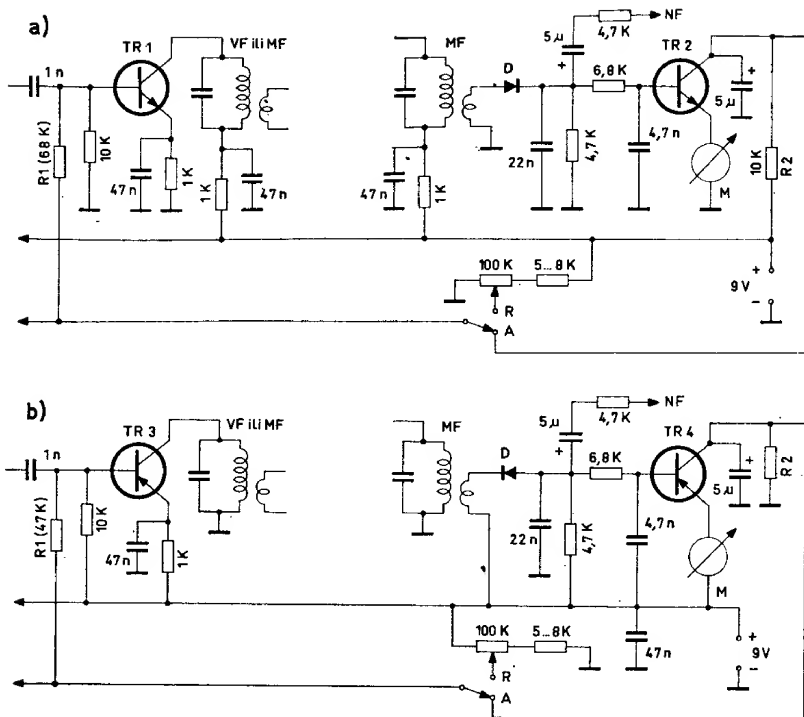 a)
TR 1
VF ili MF
MF
5 µ
4,7 K
NF
TR 2
1 n
D
6,8 K
5 µ
R1 (68 K)
10 K
47 n
1 K
1 K
47 n
47 n
1 K
22 n
4,7 K
4,7 n
M
10 K
R 2
100 K
5...8 K
R
A
9 V
+
-
b)
TR 3
VF ili MF
MF
5 µ
4,7 K
NF
TR 4
1 n
D
6,8 K
5 µ
R 2
R1 (47 K)
10 K
47 n
1 K
22 n
4,7 K
4,7 n
M
100 K
5...8 K
47 n
R
A
9 V
+
-